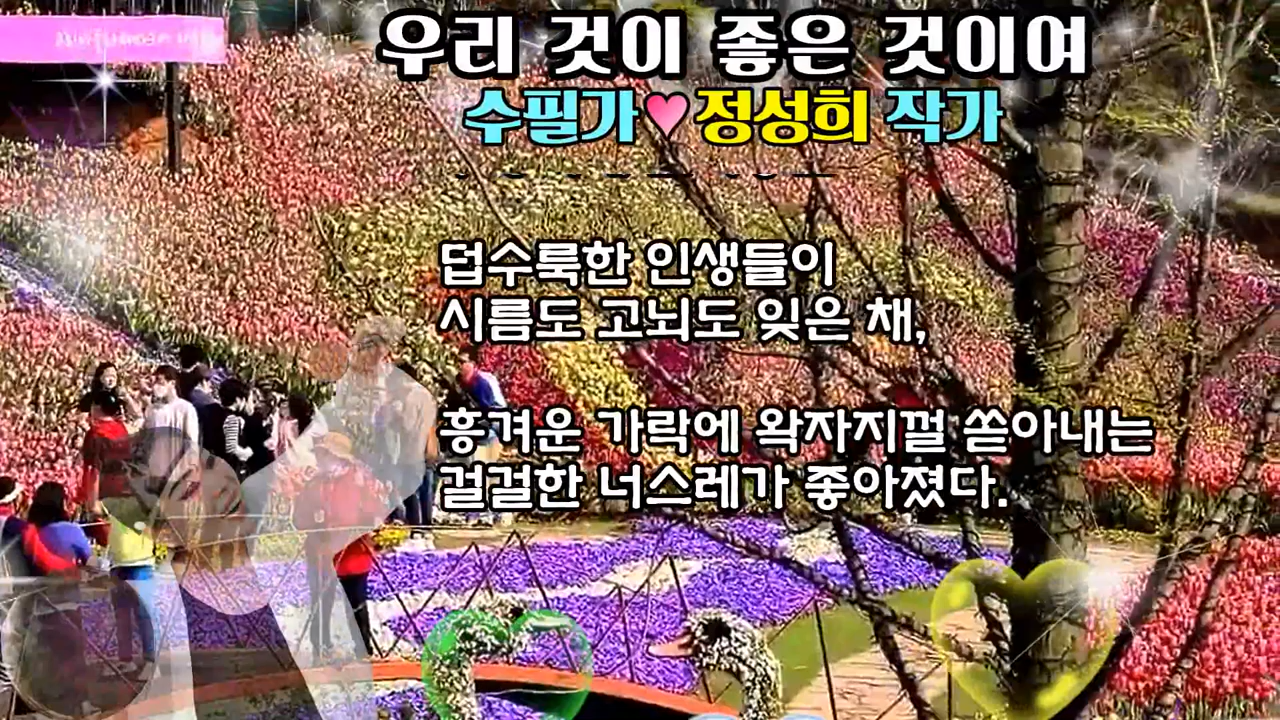 우리 것이 좋은 것이여
수필가♥정성희 작가
덥수룩한 인생들이
시름도 고뇌도 잊은 채,
흥겨운 가락에 왁자지껄 쏟아내는
걸걸한 너스레가 좋아졌다.